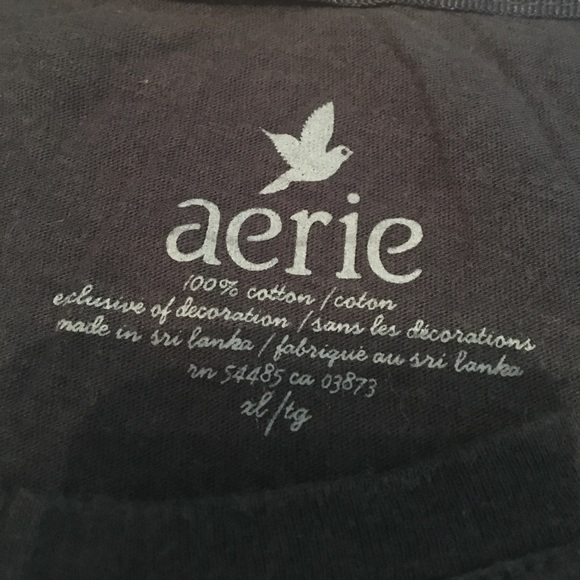 aerie
100% cotton / coton
exclusive of decoration / sans les décorations
made in sri lanka / fabriqué au sri lanka
rn 54485 ca 03873
xl/tg